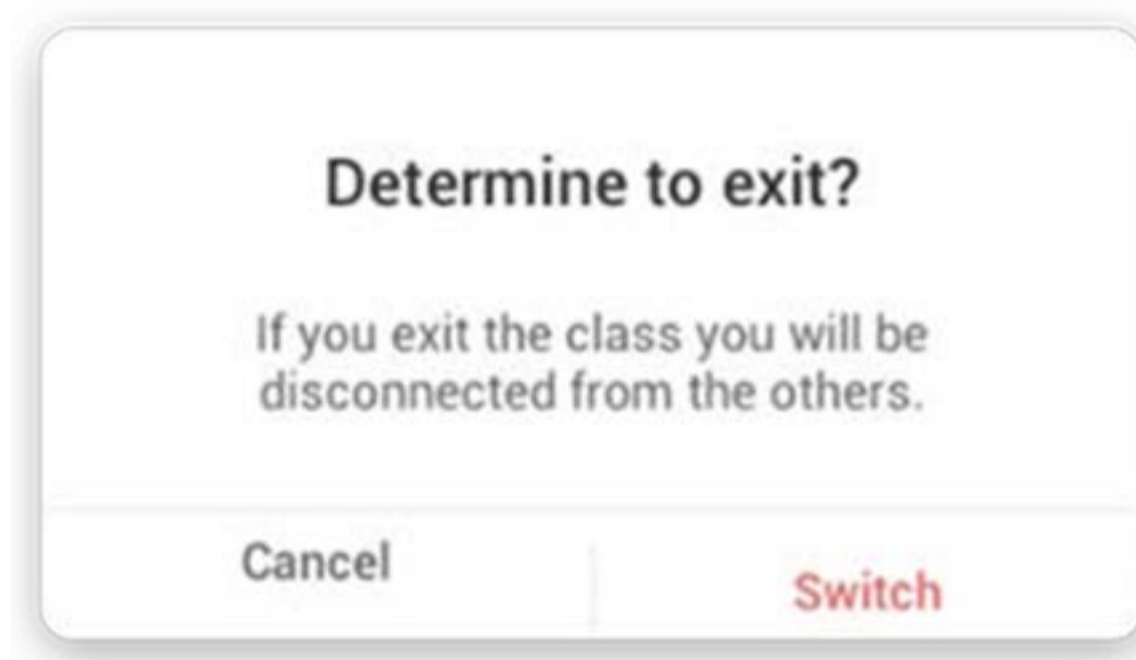 Determine to exit?
If you exit the class you will be
disconnected from the others.
Cancel
Switch